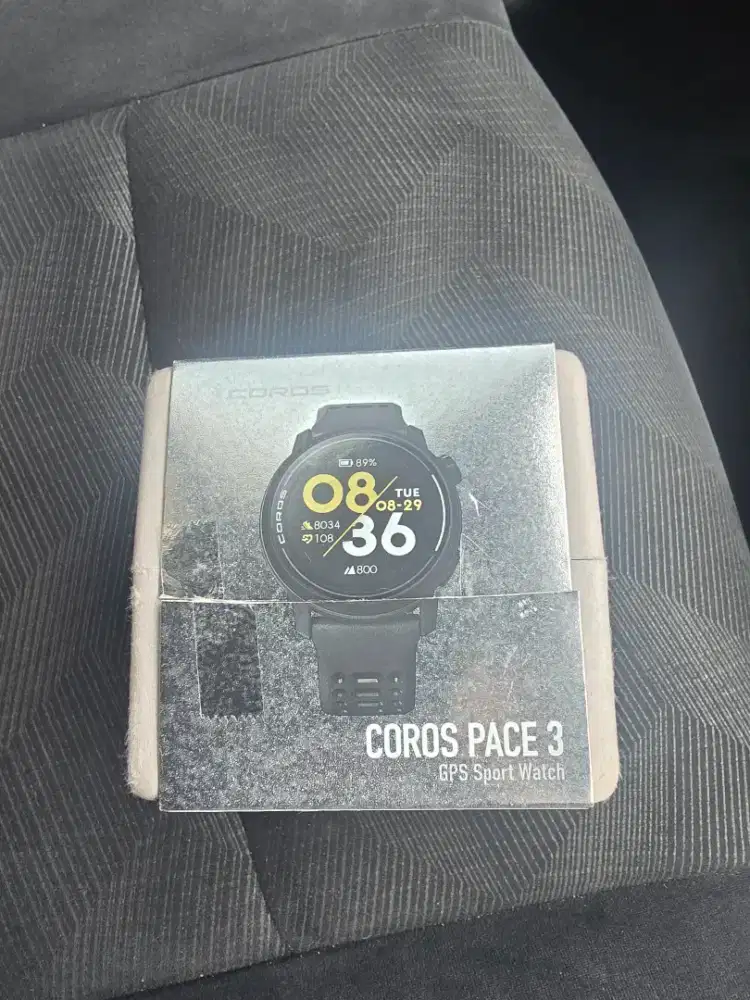 COROS
89%
08
TUE
08-29
8034
108
36
800
COROS
COROS PACE 3
GPS Sport Watch